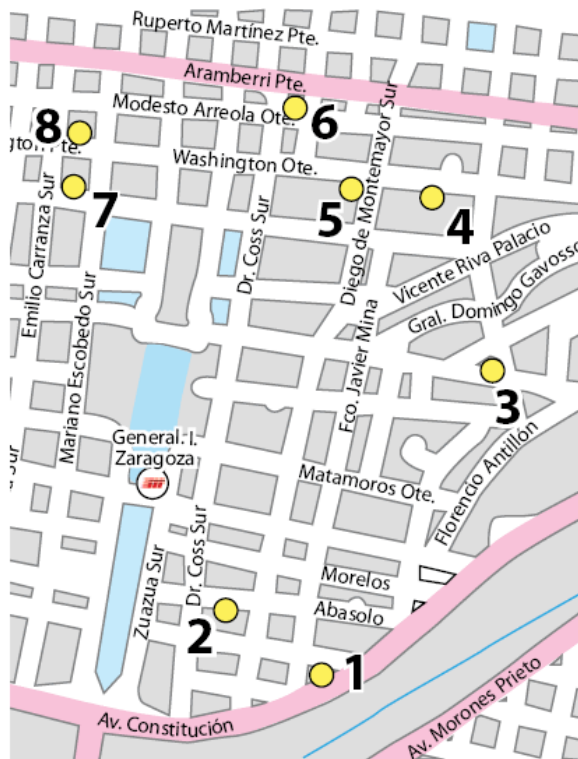 Ruperto Martínez Pte.
Aramberri Pte.
Modesto Arreola Ote.
6
8
gton Pte.
Washington Ote.
7
5
4
Emilio Carranza Sur
Mariano Escobedo Sur
Dr. Coss Sur
Diego de Montemayor Sur
Vicente Riva Palacio
Gral. Domingo Gavosso
Fco. Javier Mina
3
General. I.
Zaragoza
Matamoros Ote.
Florencio Antillón
a Sur
Zuazua Sur
Dr. Coss Sur
Morelos
Abasolo
2
1
Av. Constitución
Av. Morones Prieto